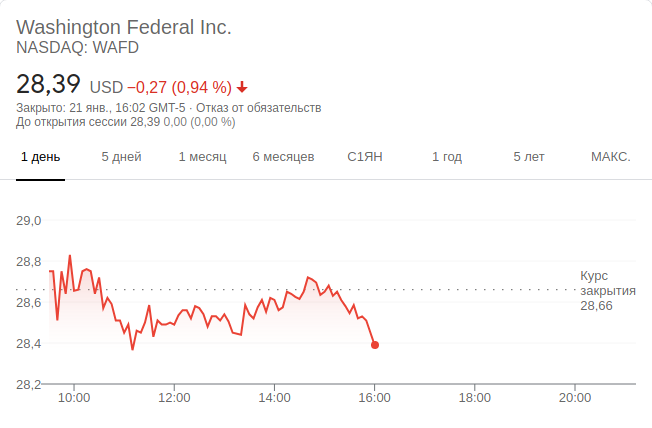 Washington Federal Inc.
NASDAQ: WAFD
28,39 USD −0,27 (0,94 %)
Закрыто: 21 янв., 16:02 GMT-5 · Отказ от обязательств
До открытия сессии 28,39 0,00 (0,00 %)
1 день 5 дней 1 месяц 6 месяцев С1ЯН 1 год 5 лет МАКС.
29,0
28,8
Курс
закрытия
28,66
28,6
28,4
28,2
10:00 12:00 14:00 16:00 18:00 20:00